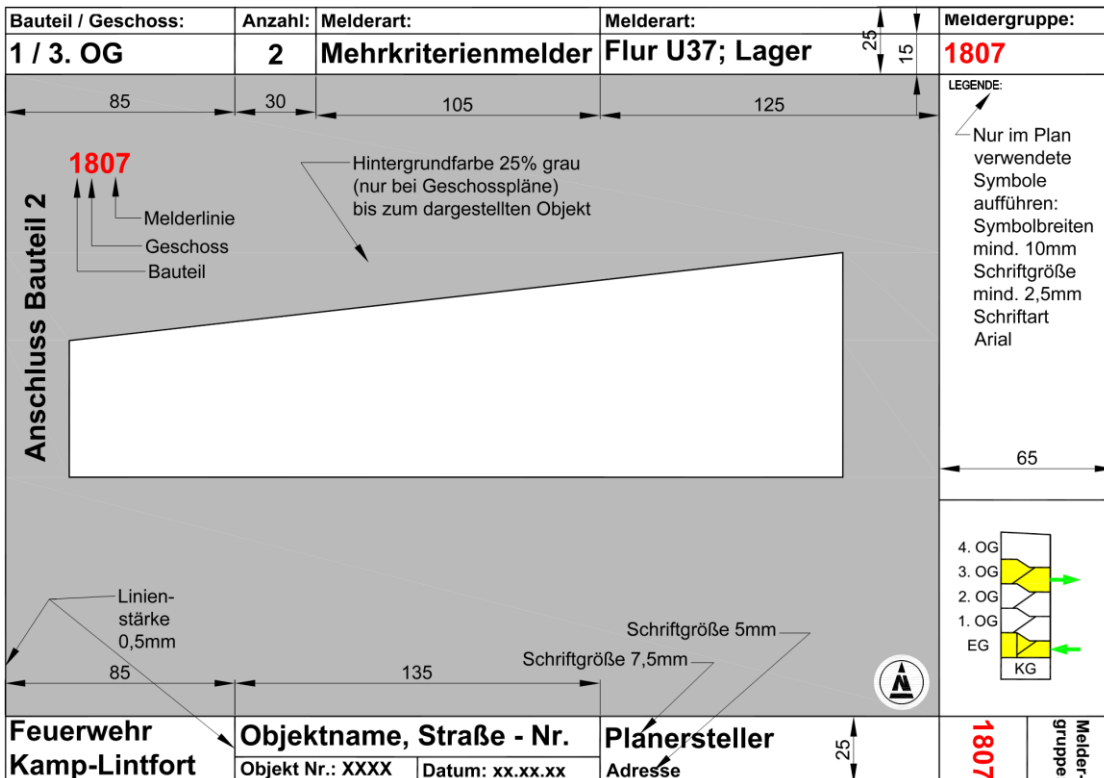 Bauteil / Geschoss:
1 / 3. OG
Anzahl:
2
Melderart:
Mehrkriterienmelder
Melderart:
Flur U37; Lager
25
15
Meldergruppe:
1807
85
30
105
125
LEGENDE:
Nur im Plan
verwendete
Symbole
aufführen:
Symbolbreiten
mind. 10mm
Schriftgröße
mind. 2,5mm
Schriftart
Arial
1807
Melderlinie
Geschoss
Bauteil
Hintergrundfarbe 25% grau
(nur bei Geschosspläne)
bis zum dargestellten Objekt
Anschluss Bauteil 2
65
4. OG
3. OG
2. OG
1. OG
EG
KG
Linien-
stärke
0,5mm
Schriftgröße 5mm
Schriftgröße 7,5mm
85
135
N
Feuerwehr
Kamp-Lintfort
Objektname, Straße - Nr.
Objekt Nr.: XXXX
Datum: xx.xx.xx
Planersteller
Adresse
25
1807
Melder-
gruppe